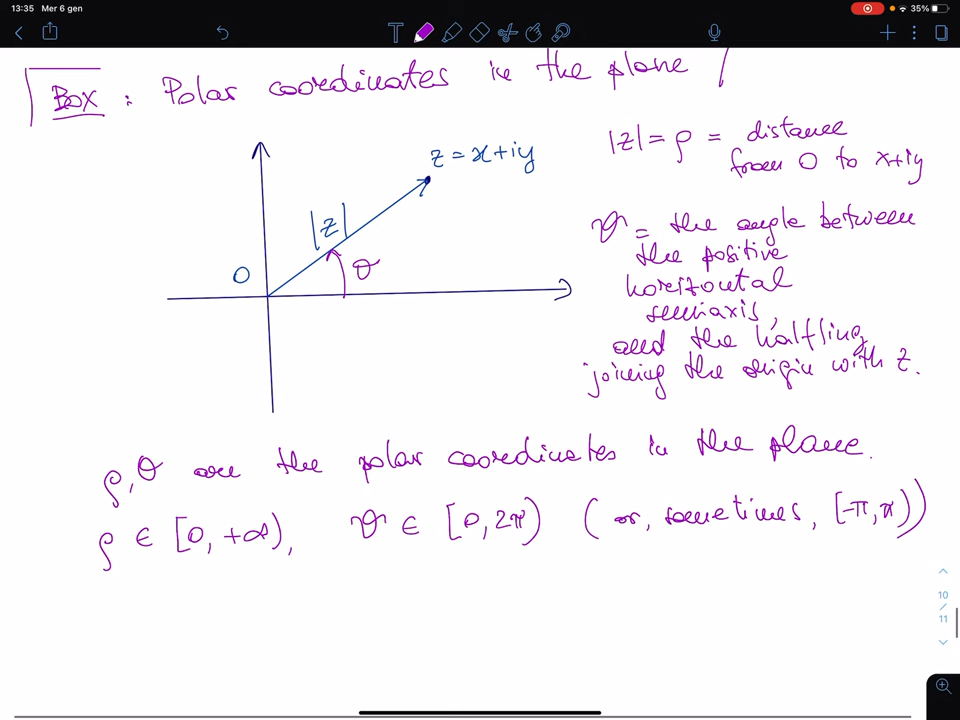 13:35 Mer 6 gen
35%
T
Box : Polar coordinates in the plane
z = x+iy
|z|
0
θ
|z| = ρ = distance
from 0 to x+iy
ϑ = the angle between
the positive
horizontal
semiaxis,
and the halfline
joining the origin with z.
ρ, θ are the polar coordinates in the plane.
ρ ∈ [0, +∞), ϑ ∈ [0, 2π) (or, sometimes, [-π, π))
10
/
11